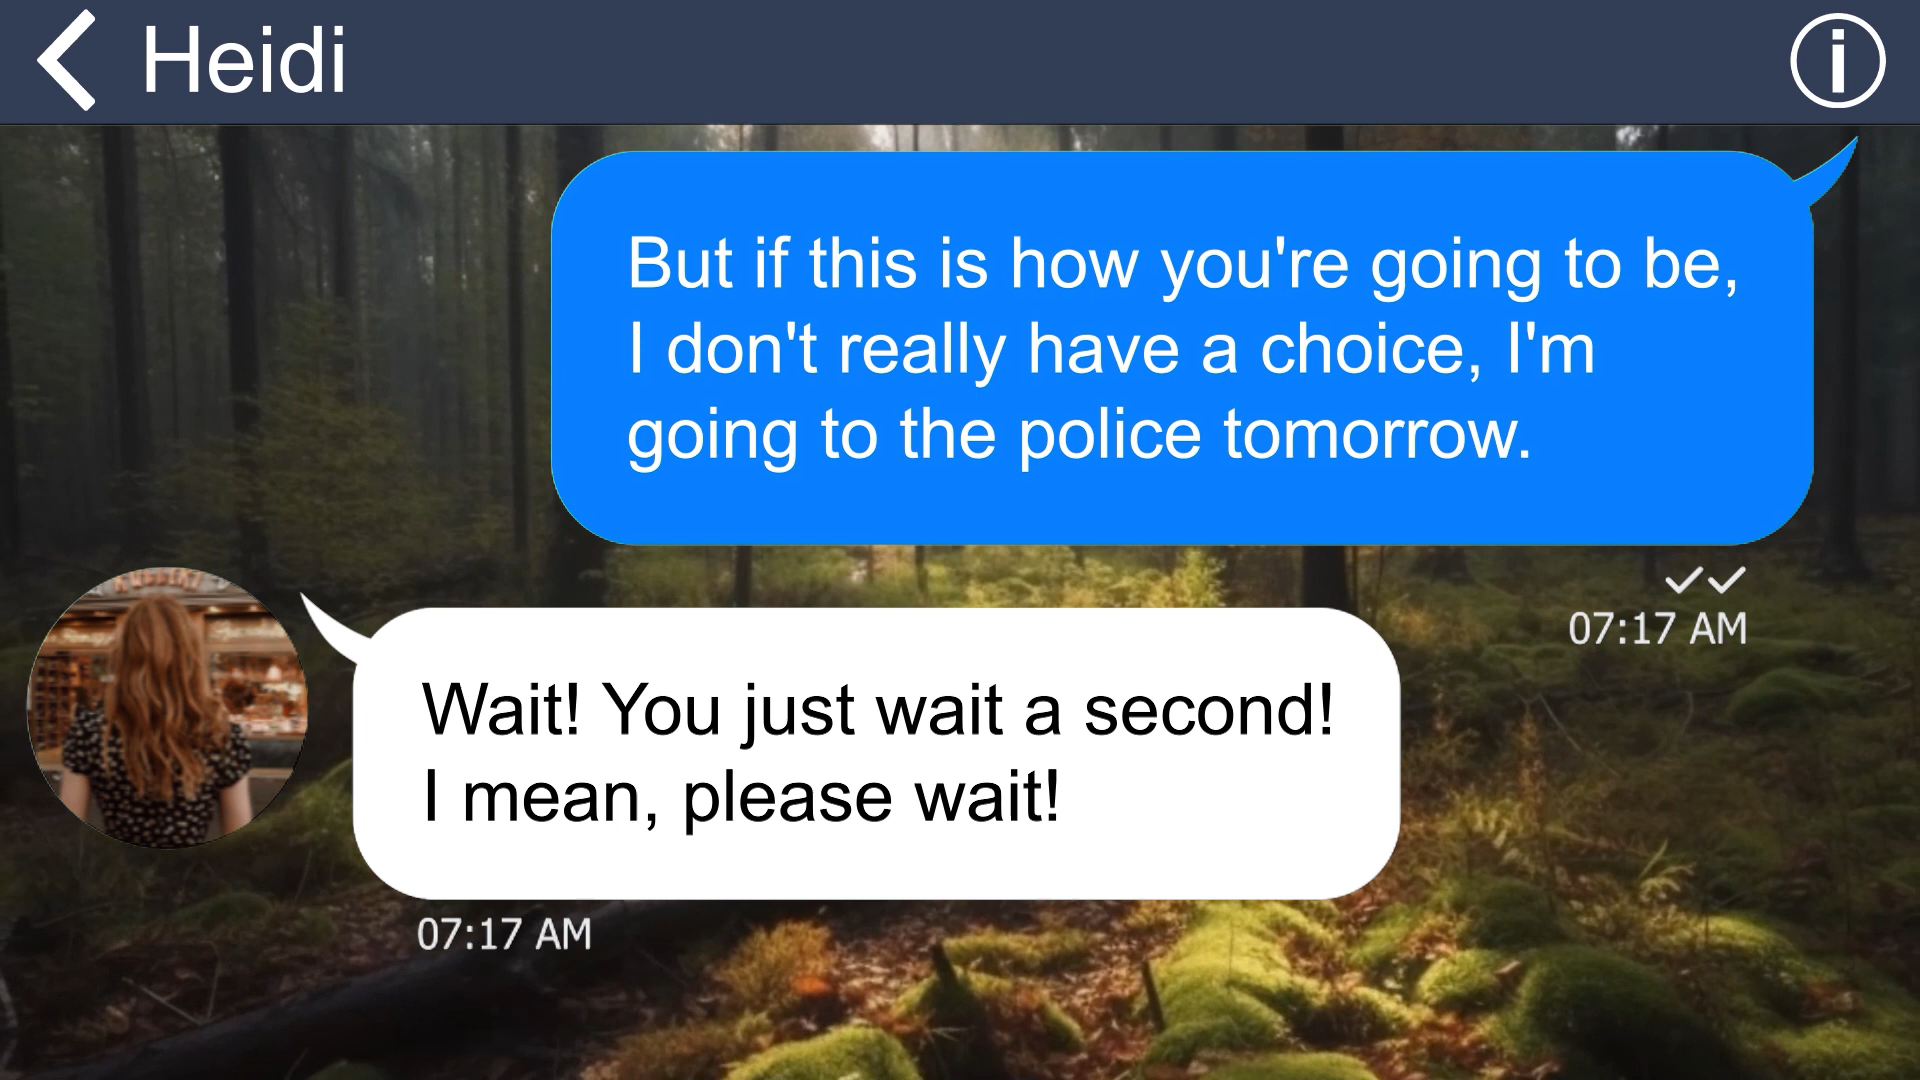 Heidi
But if this is how you're going to be,
I don't really have a choice, I'm
going to the police tomorrow.
07:17 AM
Wait! You just wait a second!
I mean, please wait!
07:17 AM